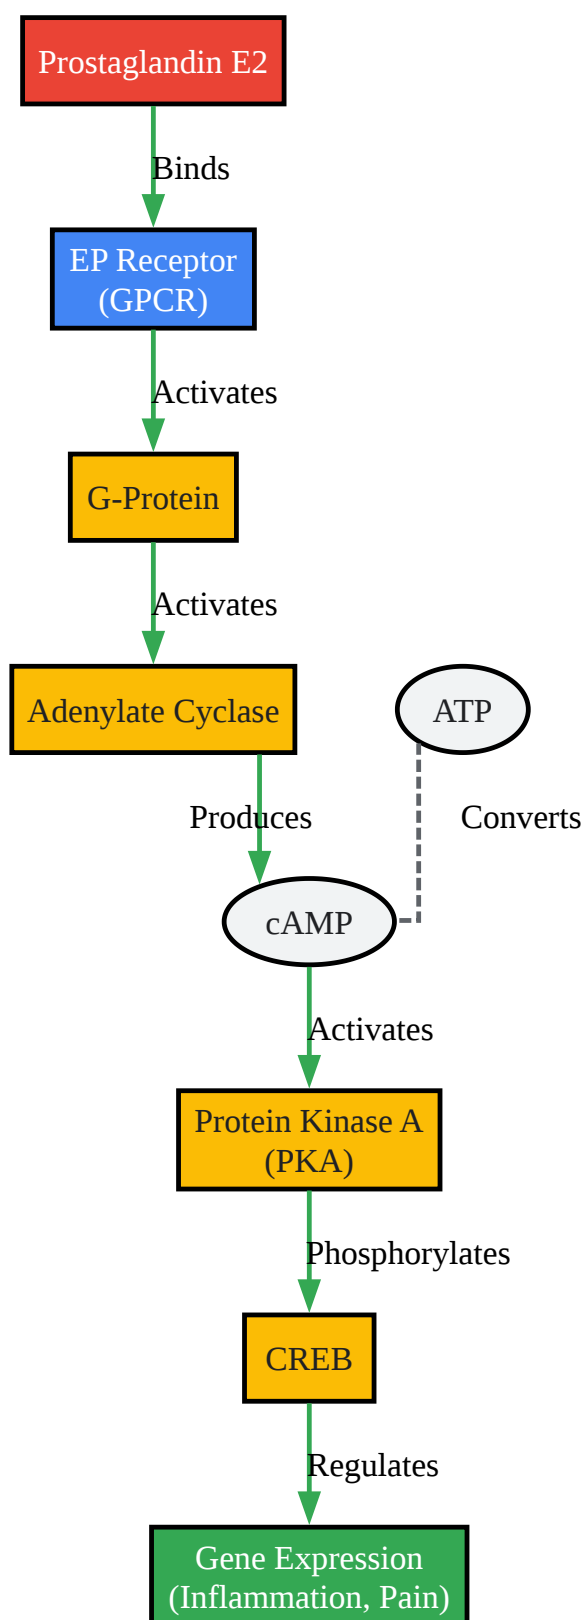 Prostaglandin E2
Binds
EP Receptor
(GPCR)
Activates
G-Protein
Activates
Adenylate Cyclase
ATP
Produces
Converts
cAMP
Activates
Protein Kinase A
(PKA)
Phosphorylates
CREB
Regulates
Gene Expression
(Inflammation, Pain)